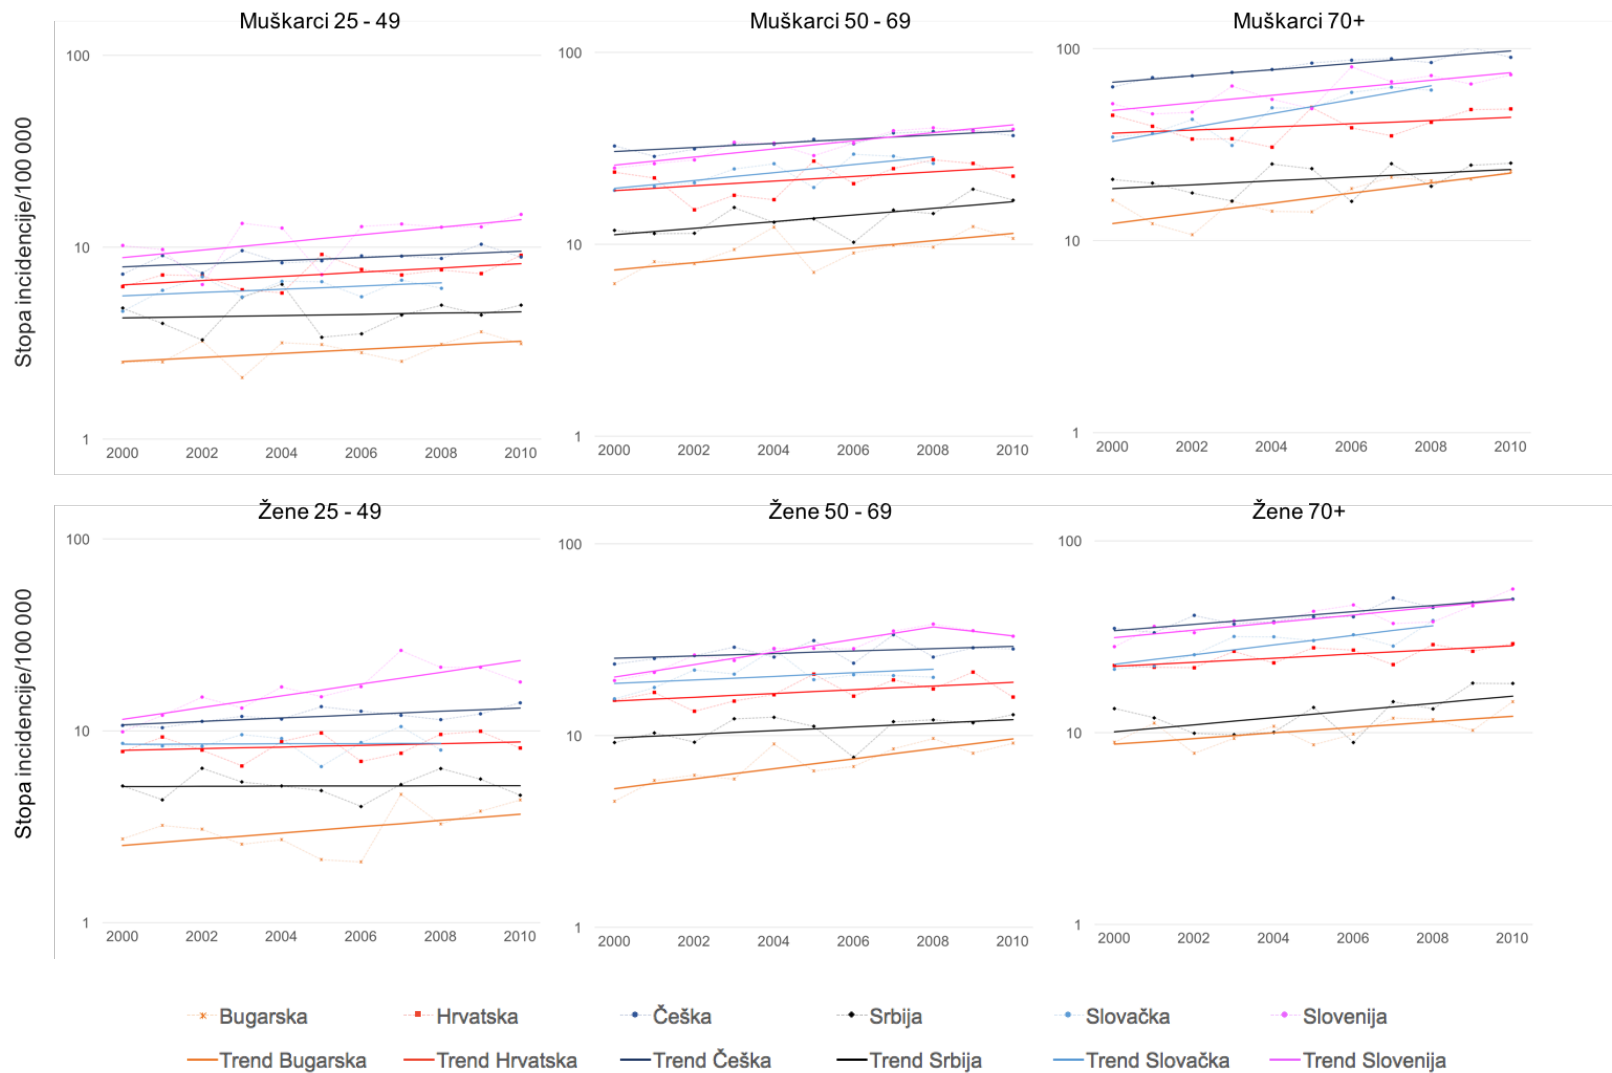 Muškarci 25 - 49
Muškarci 50 - 69
Muškarci 70+
Stopa incidencije/100 000
100
10
1
2000 2002 2004 2006 2008 2010
100
10
1
2000 2002 2004 2006 2008 2010
100
10
1
2000 2002 2004 2006 2008 2010
Žene 25 - 49
Žene 50 - 69
Žene 70+
Stopa incidencije/100 000
100
10
1
2000 2002 2004 2006 2008 2010
100
10
1
2000 2002 2004 2006 2008 2010
100
10
1
2000 2002 2004 2006 2008 2010
Bugarska Hrvatska Češka Srbija Slovačka Slovenija
Trend Bugarska Trend Hrvatska Trend Češka Trend Srbija Trend Slovačka Trend Slovenija